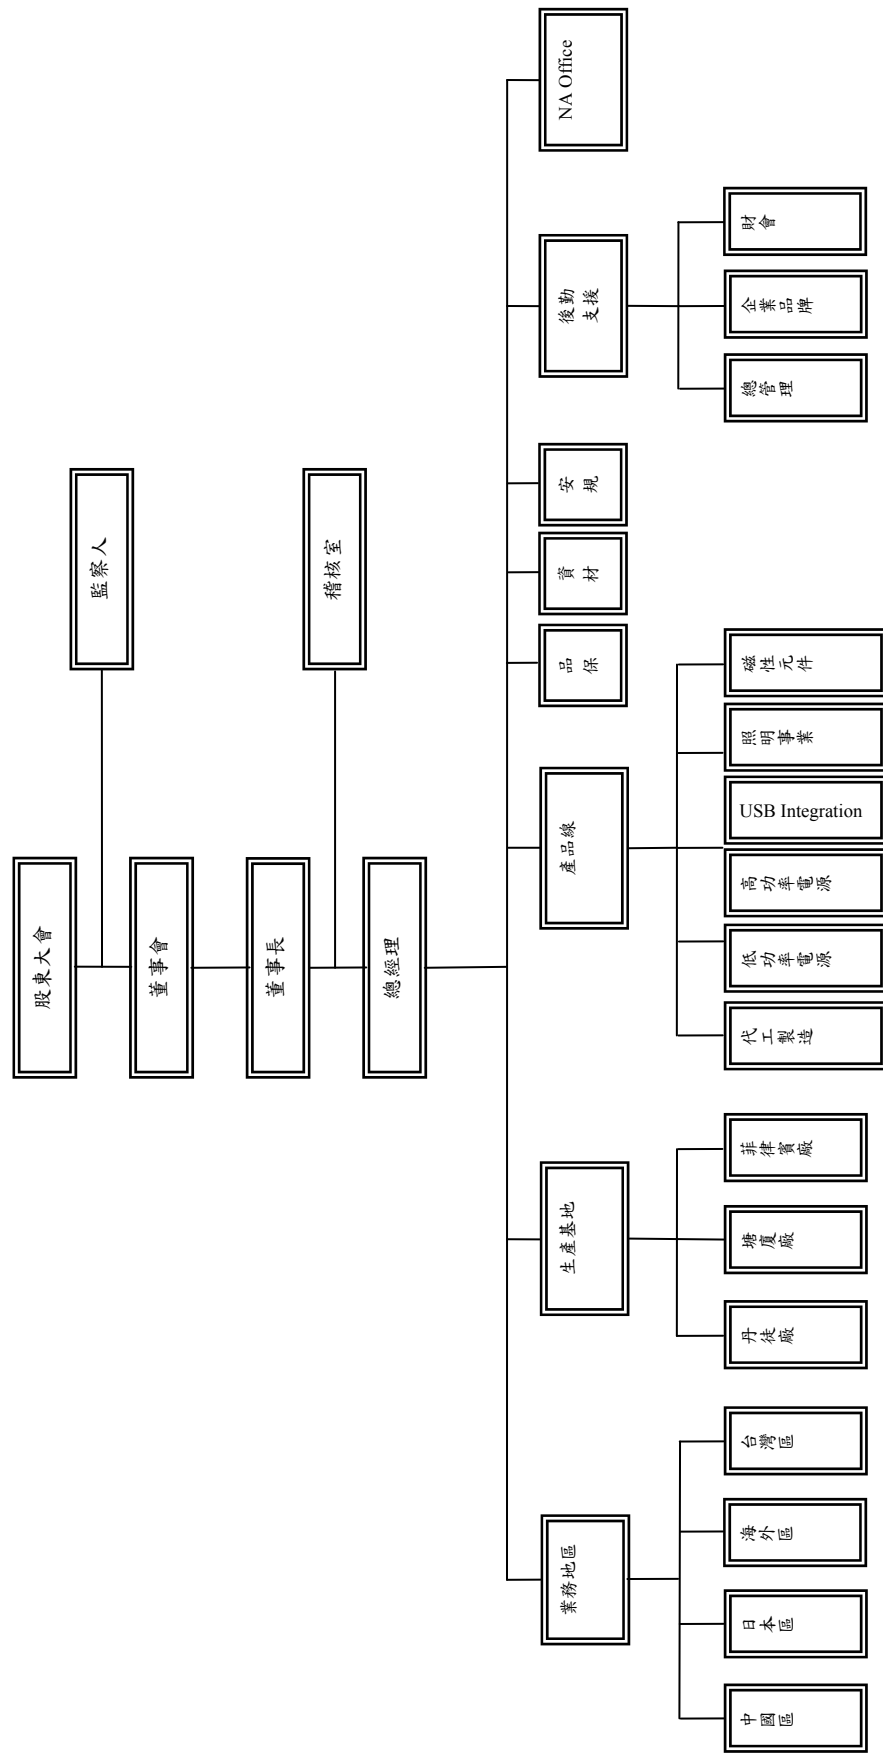 股東大會
監察人
董事會
董事長
稽核室
總經理
業務地區
生產基地
產品線
品保
資材
安規
後勤
支援
NA Office
中國區
日本區
海外區
台灣區
丹徒廠
塘廈廠
菲律賓廠
代工製造
低功率電源
高功率電源
USB Integration
照明事業
磁性元件
總管理
企業品牌
財會